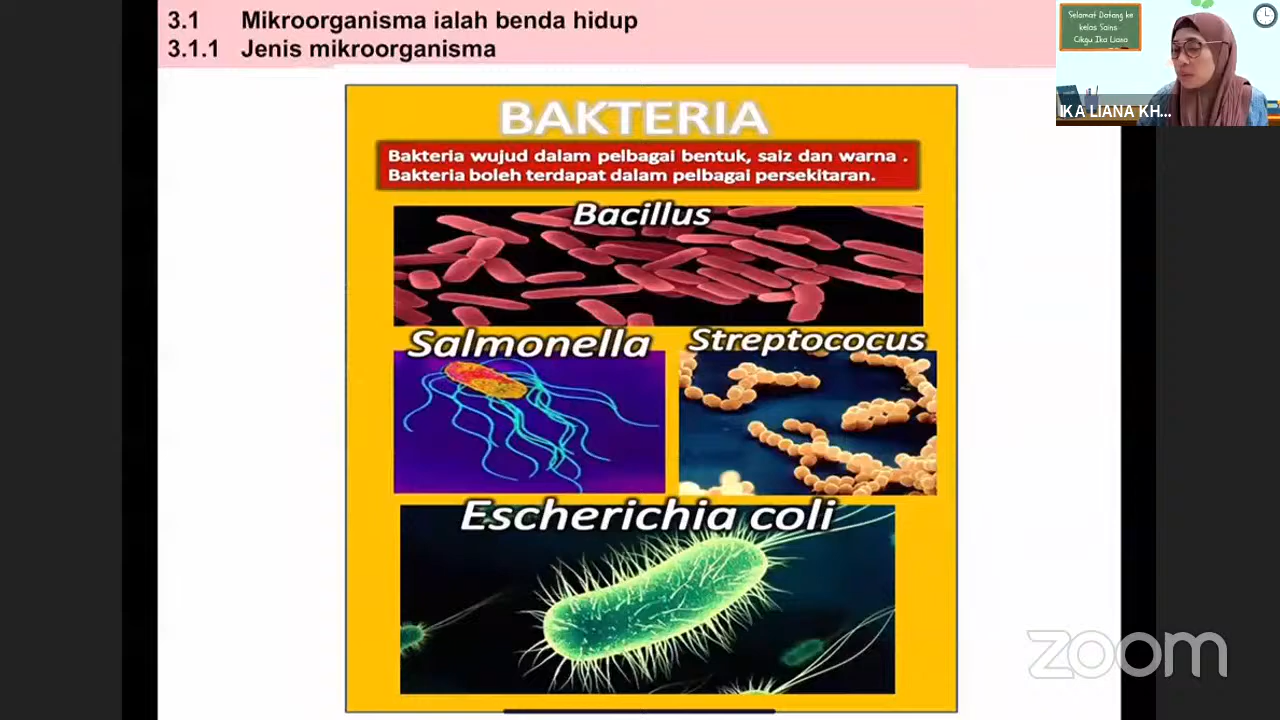 3.1 Mikroorganisma ialah benda hidup
3.1.1 Jenis mikroorganisma
Selamat Datang ke
kelas Sains
Cikgu Ika Liana
IKA LIANA KH...
BAKTERIA
Bakteria wujud dalam pelbagai bentuk, saiz dan warna .
Bakteria boleh terdapat dalam pelbagai persekitaran.
Bacillus
Salmonella
Streptococus
Escherichia coli
zoom